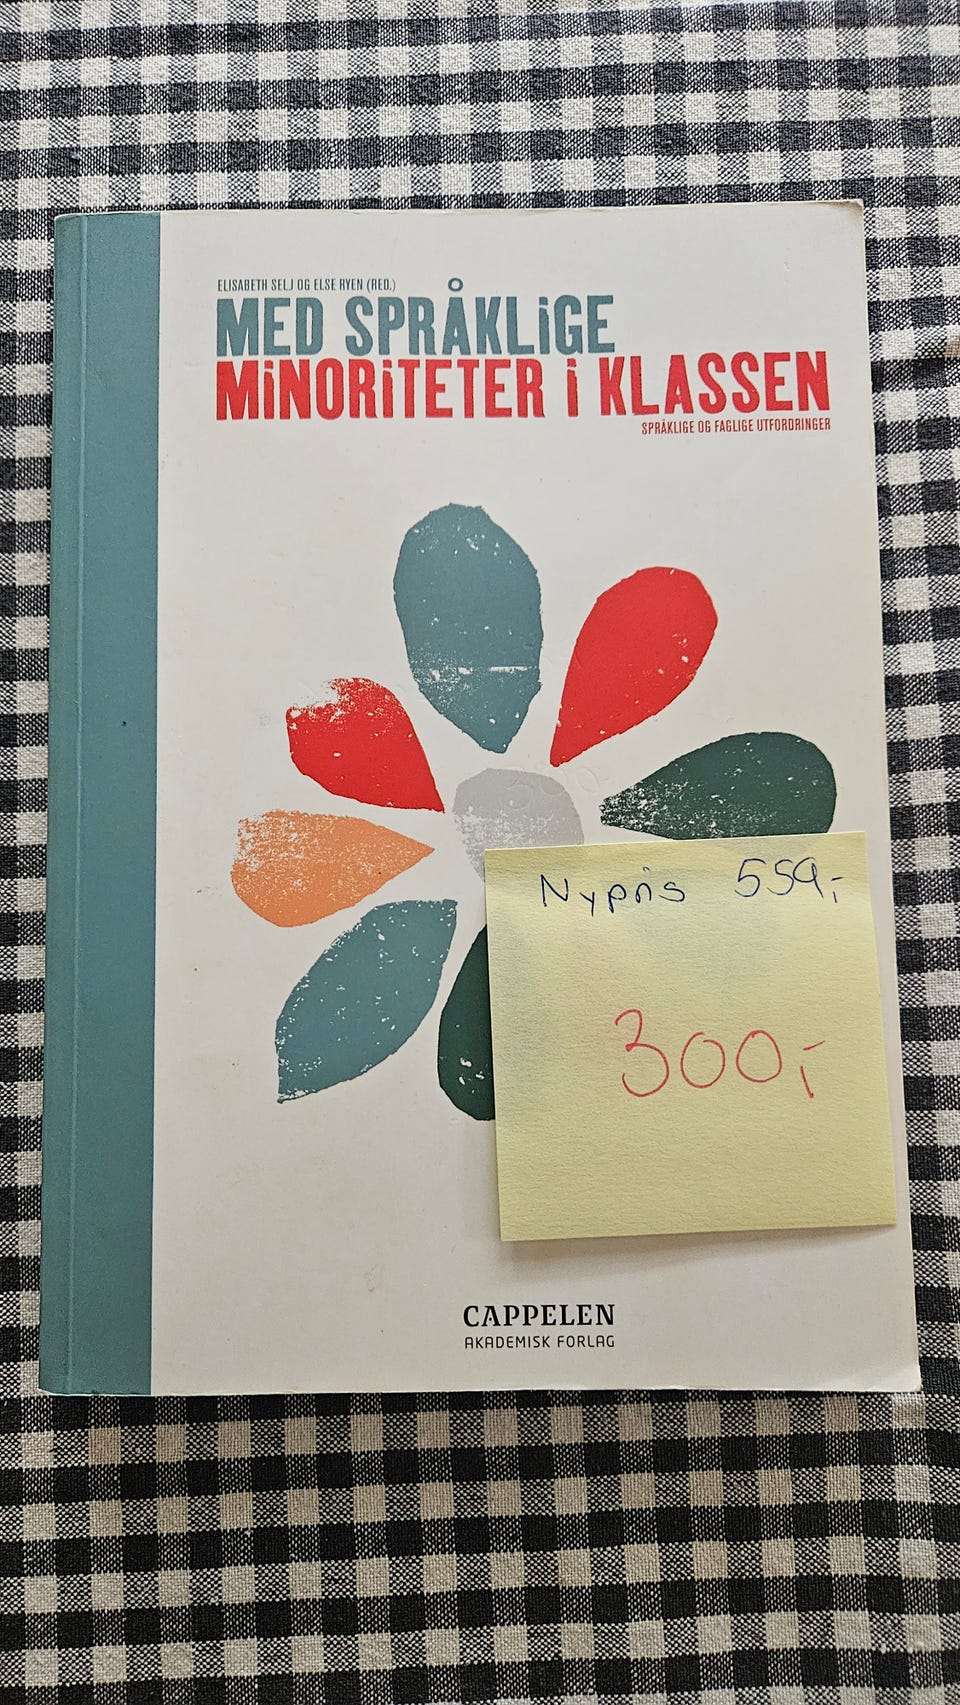 ELISABETH SELJ OG ELSE RYEN (RED.)
MED SPRÅKLIGE
MINORITETER I KLASSEN
SPRÅKLIGE OG FAGLIGE UTFORDRINGER
Nypris 559,-
300,-
CAPPELEN
AKADEMISK FORLAG